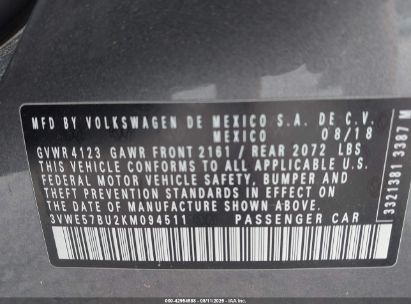 MFD BY VOLKSWAGEN DE MEXICO S.A. DE C.V.
MEXICO 08/18
GVWR 4123 GAWR FRONT 2161 / REAR 2072 LBS
THIS VEHICLE CONFORMS TO ALL APPLICABLE U.S.
FEDERAL MOTOR VEHICLE SAFETY, BUMPER AND
THEFT PREVENTION STANDARDS IN EFFECT ON
THE DATE OF MANUFACTURE SHOWN ABOVE.
3VWE57BU2KM094511 PASSENGER CAR